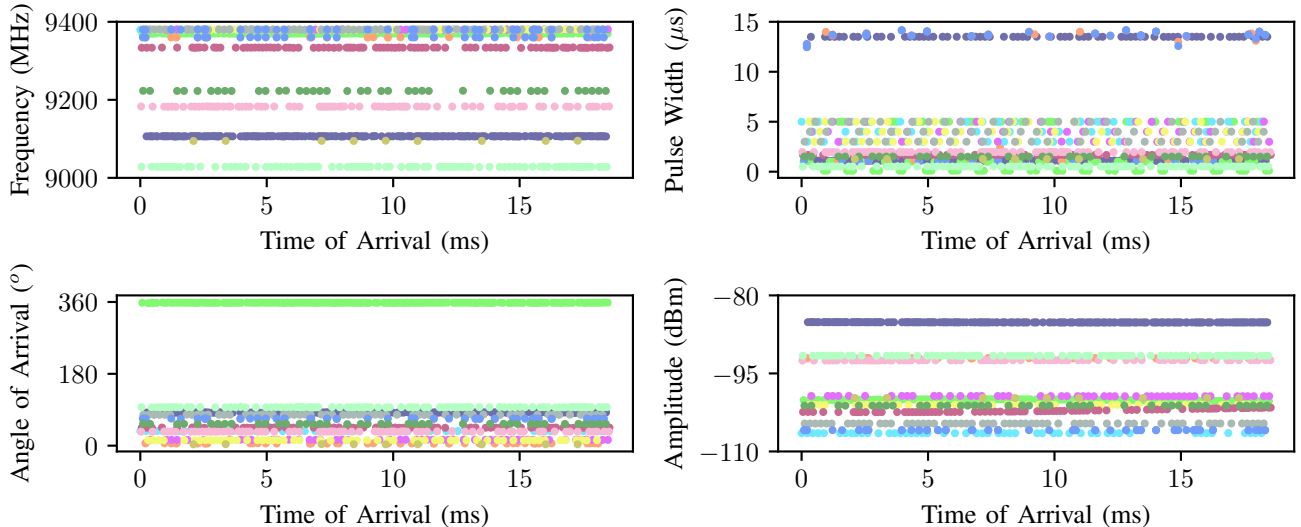 Frequency (MHz)
9400
9200
9000
0 5 10 15
Time of Arrival (ms)
Pulse Width (μs)
15
10
5
0
0 5 10 15
Time of Arrival (ms)
Angle of Arrival (°)
360
180
0
0 5 10 15
Time of Arrival (ms)
Amplitude (dBm)
−80
−95
−110
0 5 10 15
Time of Arrival (ms)